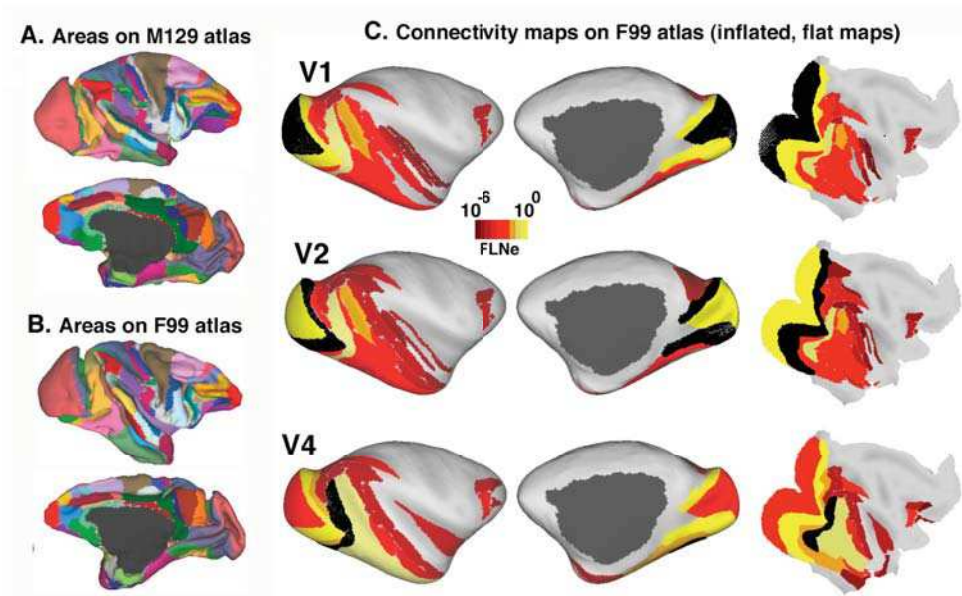 A. Areas on M129 atlas
C. Connectivity maps on F99 atlas (inflated, flat maps)
V1
10-6 100
FLNe
V2
B. Areas on F99 atlas
V4